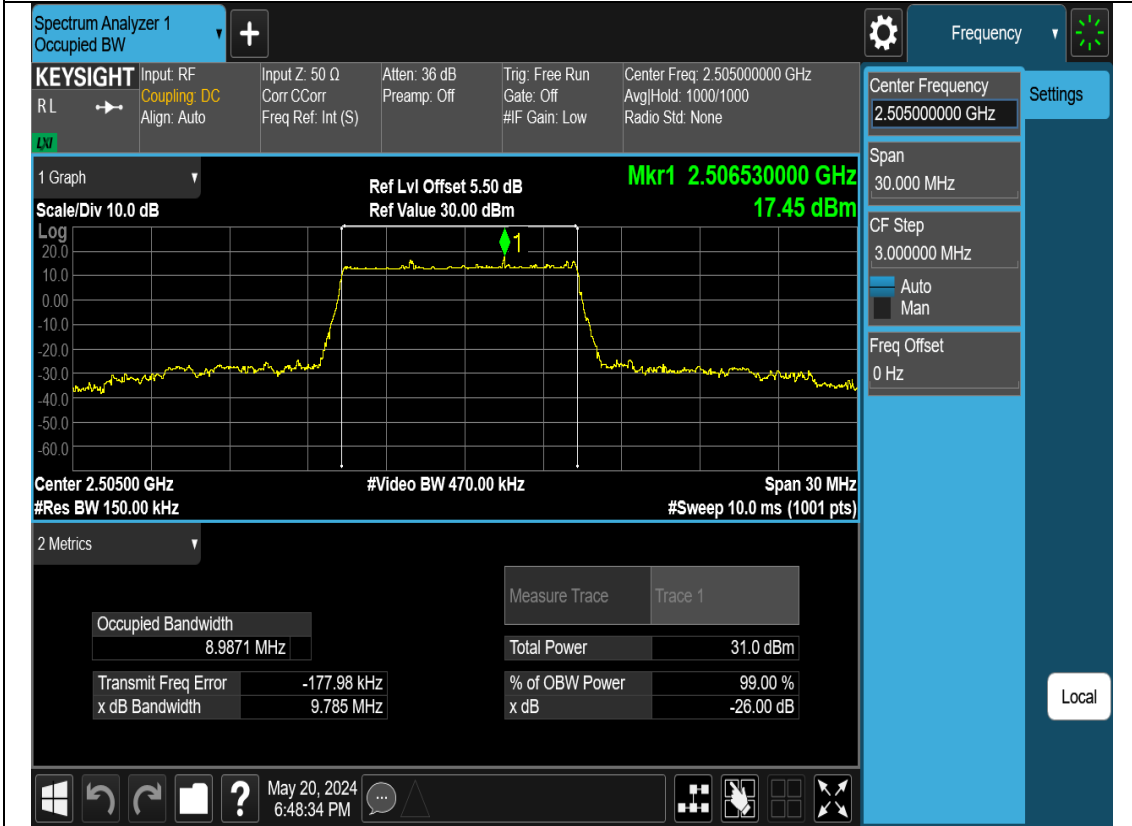 Spectrum Analyzer 1
Occupied BW
+
Frequency
KEYSIGHT
RL
LXI
Input: RF
Coupling: DC
Align: Auto
Input Z: 50 Ω
Corr CCorr
Freq Ref: Int (S)
Atten: 36 dB
Preamp: Off
Trig: Free Run
Gate: Off
#IF Gain: Low
Center Freq: 2.505000000 GHz
Avg|Hold: 1000/1000
Radio Std: None
Center Frequency
2.505000000 GHz
Settings
Span
30.000 MHz
CF Step
3.000000 MHz
Auto
Man
Freq Offset
0 Hz
Local
1 Graph
Scale/Div 10.0 dB
Ref Lvl Offset 5.50 dB
Ref Value 30.00 dBm
Mkr1 2.506530000 GHz
17.45 dBm
Log
1
20.0
10.0
0.00
-10.0
-20.0
-30.0
-40.0
-50.0
-60.0
Center 2.50500 GHz
#Video BW 470.00 kHz
Span 30 MHz
#Res BW 150.00 kHz
#Sweep 10.0 ms (1001 pts)
2 Metrics
Measure Trace Trace 1
Occupied Bandwidth
8.9871 MHz
Total Power 31.0 dBm
Transmit Freq Error -177.98 kHz
% of OBW Power 99.00 %
x dB Bandwidth 9.785 MHz
x dB -26.00 dB
?
May 20, 2024
6:48:34 PM